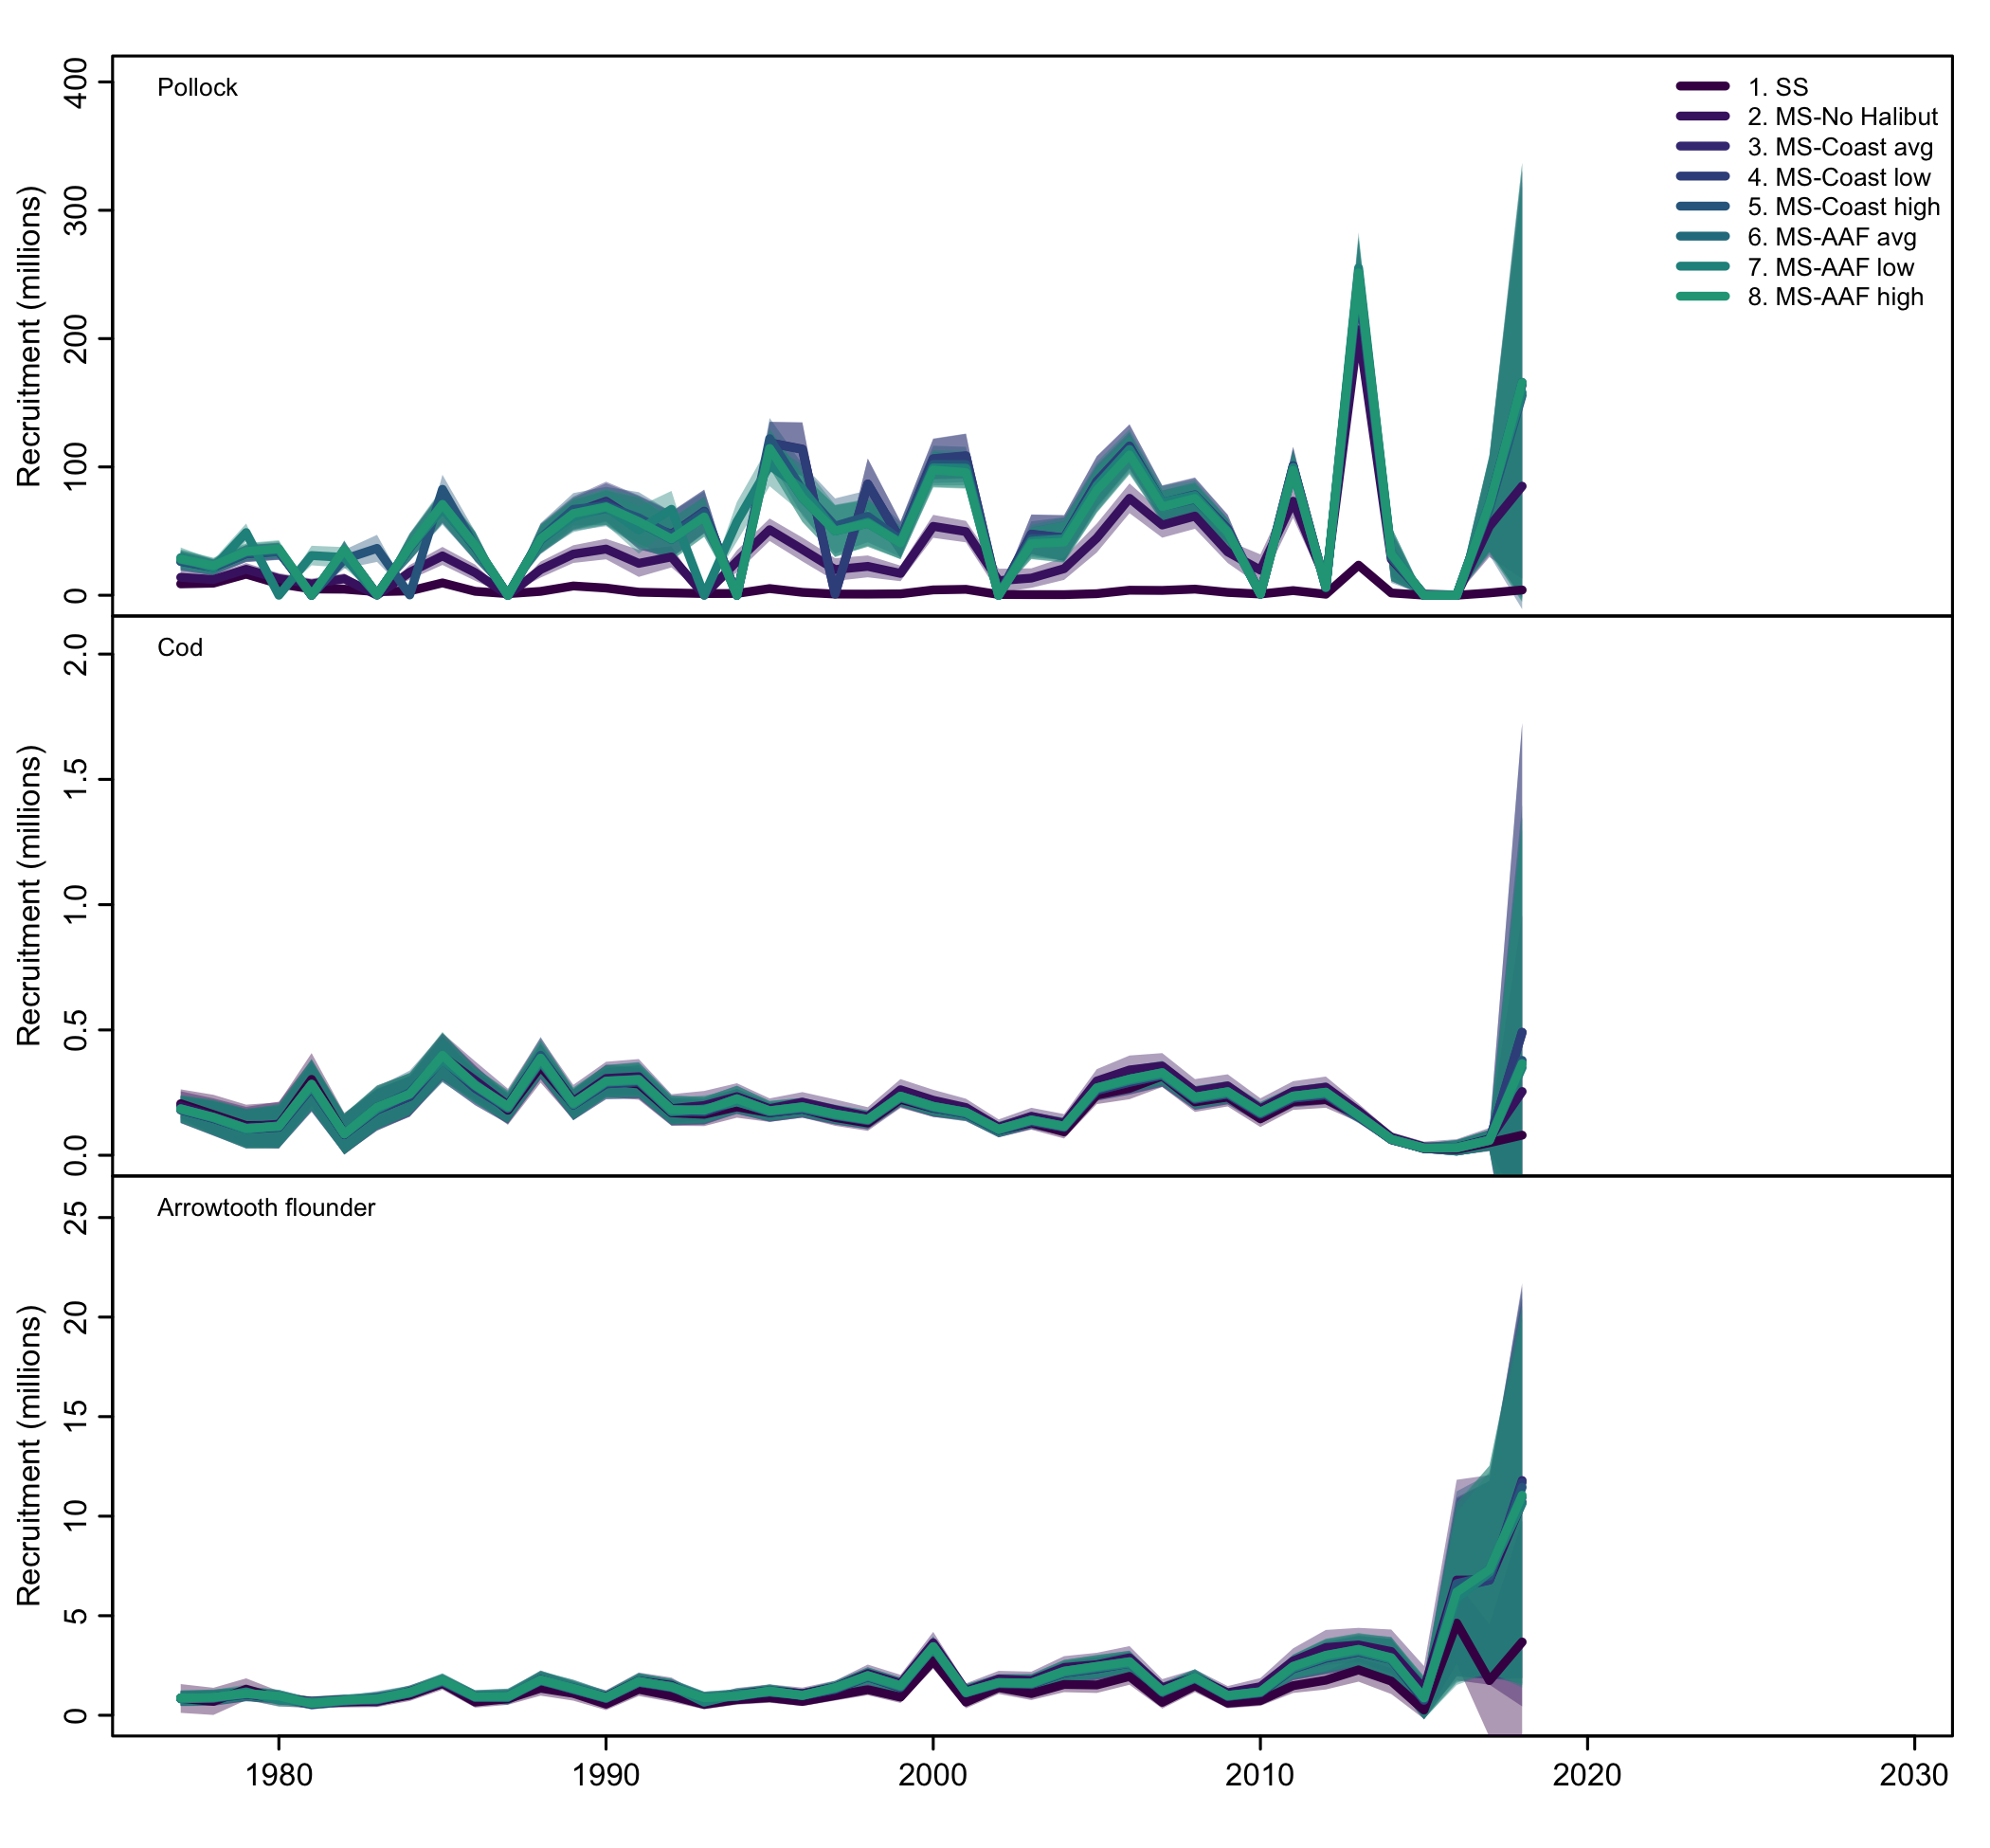 Pollock
1. SS
2. MS-No Halibut
3. MS-Coast avg
4. MS-Coast low
5. MS-Coast high
6. MS-AAF avg
7. MS-AAF low
8. MS-AAF high
Recruitment (millions)
400
300
200
100
0
Cod
Recruitment (millions)
2.0
1.5
1.0
0.5
0.0
Arrowtooth flounder
Recruitment (millions)
25
20
15
10
5
0
1980
1990
2000
2010
2020
2030